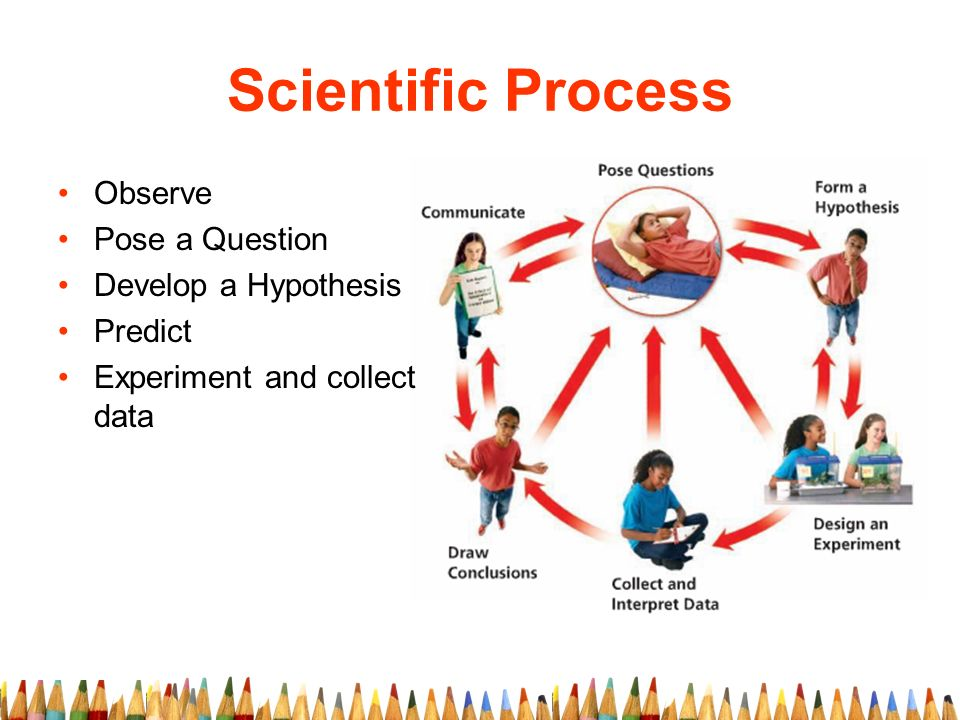 Scientific Process
• Observe
• Pose a Question
• Develop a Hypothesis
• Predict
• Experiment and collect
data
Pose Questions
Form a
Hypothesis
Communicate
Design an
Experiment
Draw
Conclusions
Collect and
Interpret Data